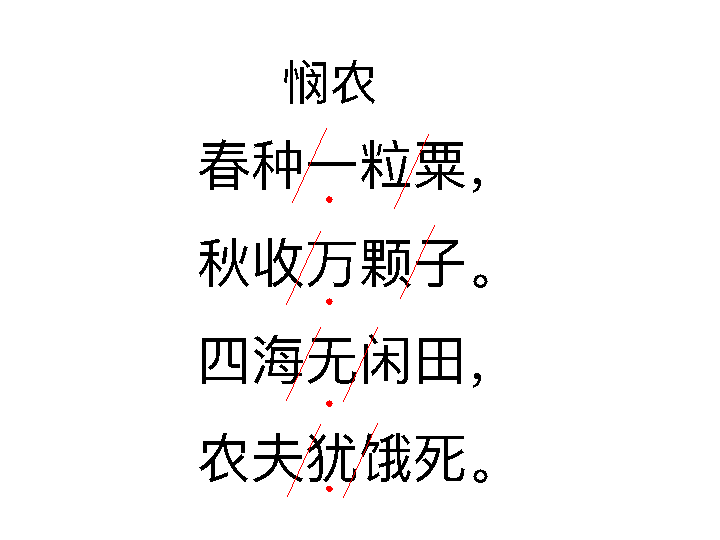 悯农
春种一粒粟，
秋收万颗子。
四海无闲田，
农夫犹饿死。